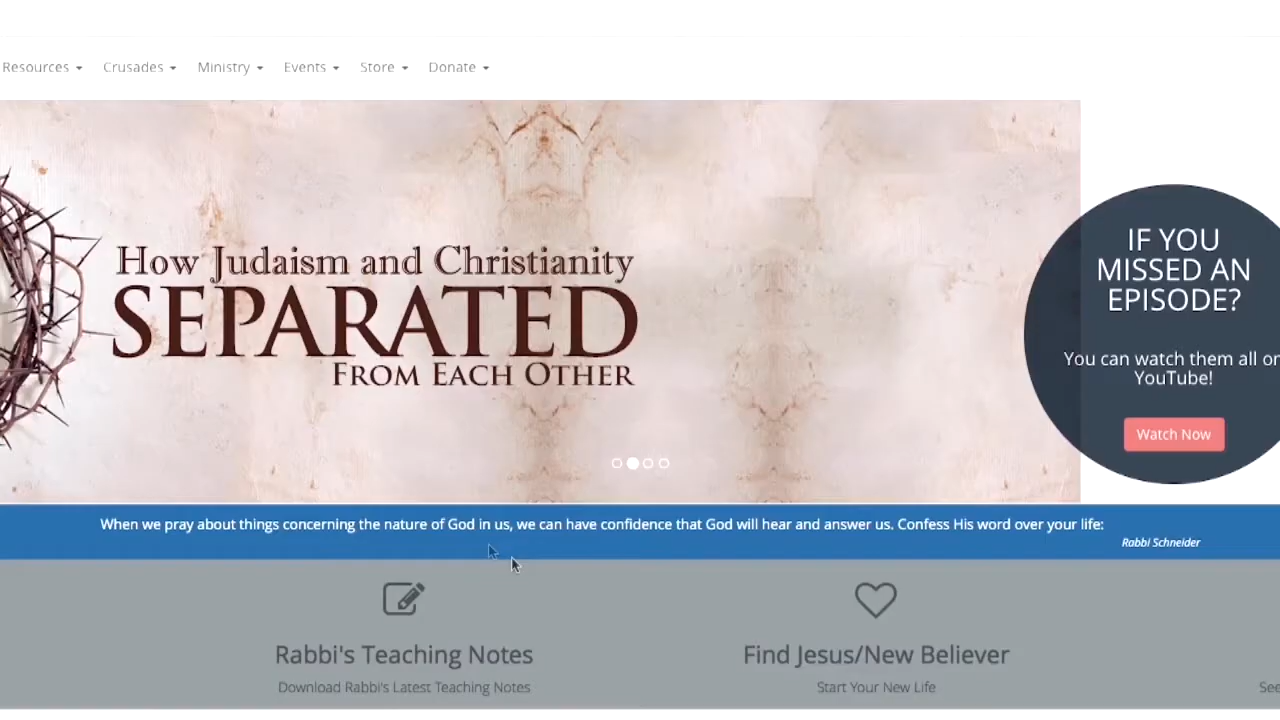 Resources Crusades Ministry Events Store Donate
How Judaism and Christianity
SEPARATED
From Each Other
IF YOU
MISSED AN
EPISODE?
You can watch them all on
YouTube!
Watch Now
When we pray about things concerning the nature of God in us, we can have confidence that God will hear and answer us. Confess His word over your life:
Rabbi Schneider
Rabbi's Teaching Notes
Download Rabbi's Latest Teaching Notes
Find Jesus/New Believer
Start Your New Life
See